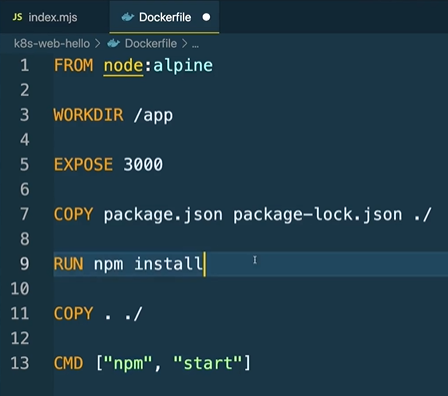 JS index.mjs Dockerfile
k8s-web-hello > Dockerfile > ...
1 FROM node:alpine
2
3 WORKDIR /app
4
5 EXPOSE 3000
6
7 COPY package.json package-lock.json ./
8
9 RUN npm install
10
11 COPY . ./
12
13 CMD ["npm", "start"]